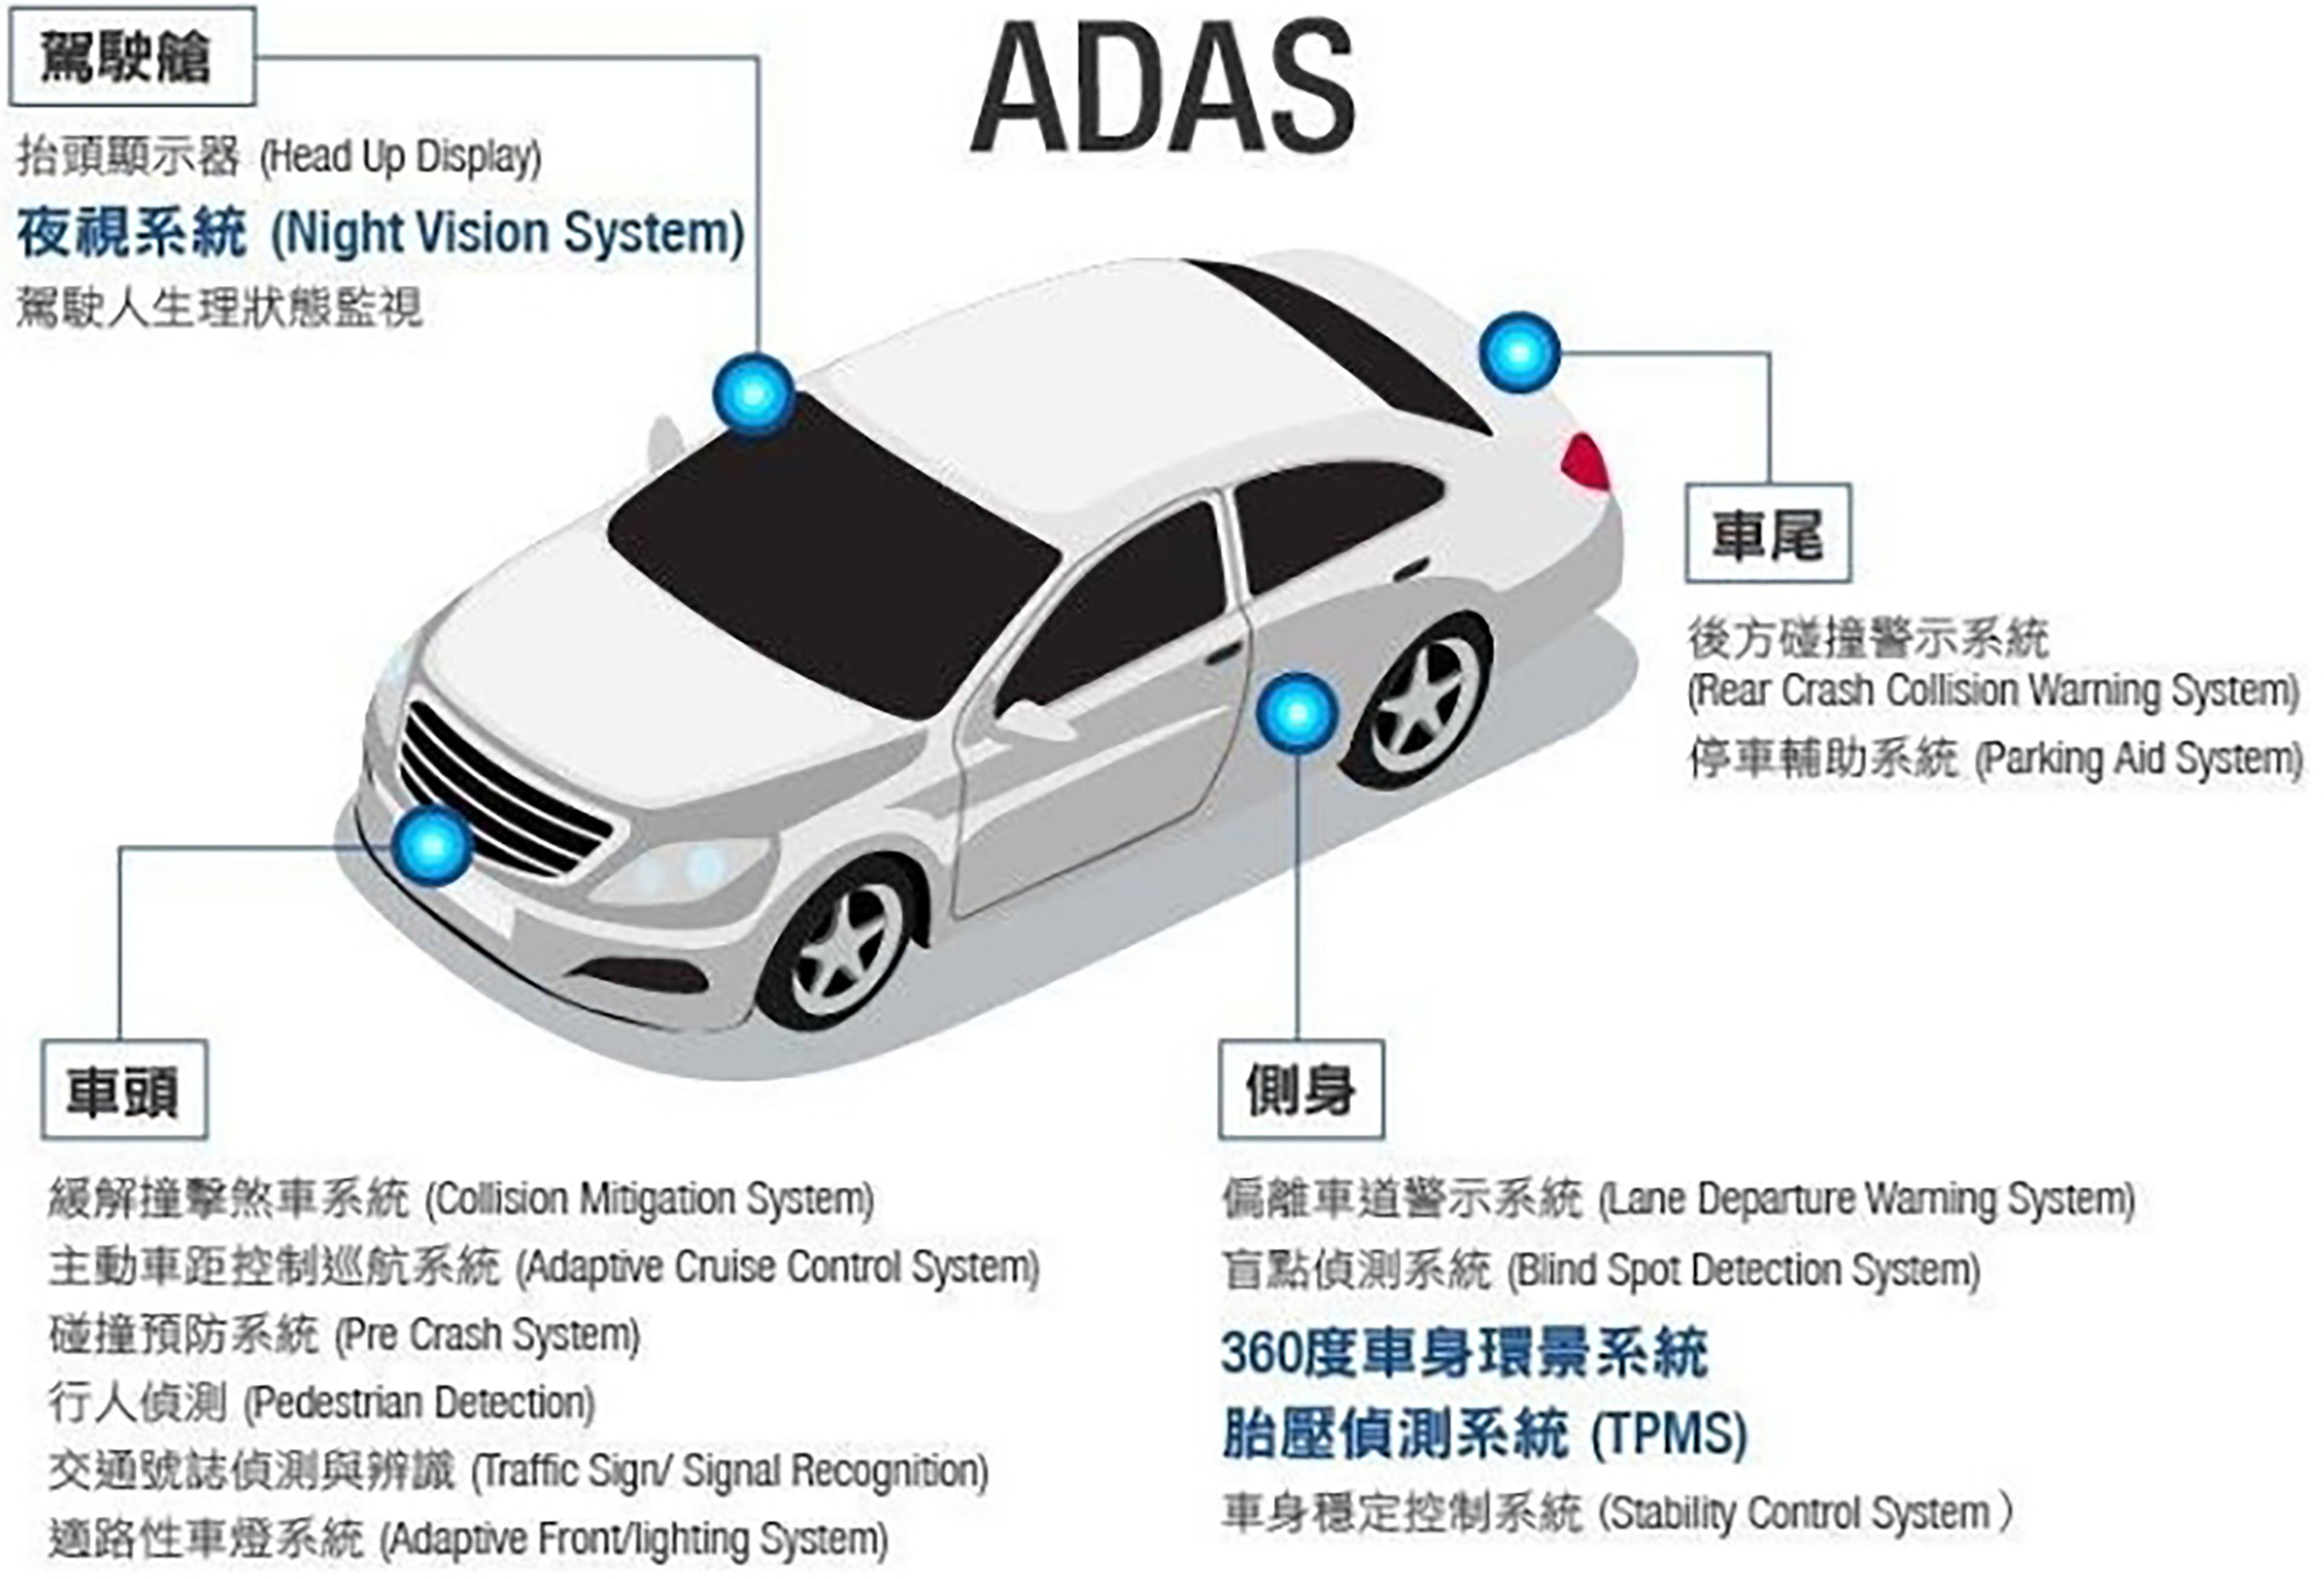 ADAS
駕駛艙
抬頭顯示器 (Head Up Display)
夜視系統 (Night Vision System)
駕駛人生理狀態監視
車尾
後方碰撞警示系統
(Rear Crash Collision Warning System)
停車輔助系統 (Parking Aid System)
車頭
緩解撞擊煞車系統 (Collision Mitigation System)
主動車距控制巡航系統 (Adaptive Cruise Control System)
碰撞預防系統 (Pre Crash System)
行人偵測 (Pedestrian Detection)
交通號誌偵測與辨識 (Traffic Sign/ Signal Recognition)
適路性車燈系統 (Adaptive Front/lighting System)
側身
偏離車道警示系統 (Lane Departure Warning System)
盲點偵測系統 (Blind Spot Detection System)
360度車身環景系統
胎壓偵測系統 (TPMS)
車身穩定控制系統 (Stability Control System )